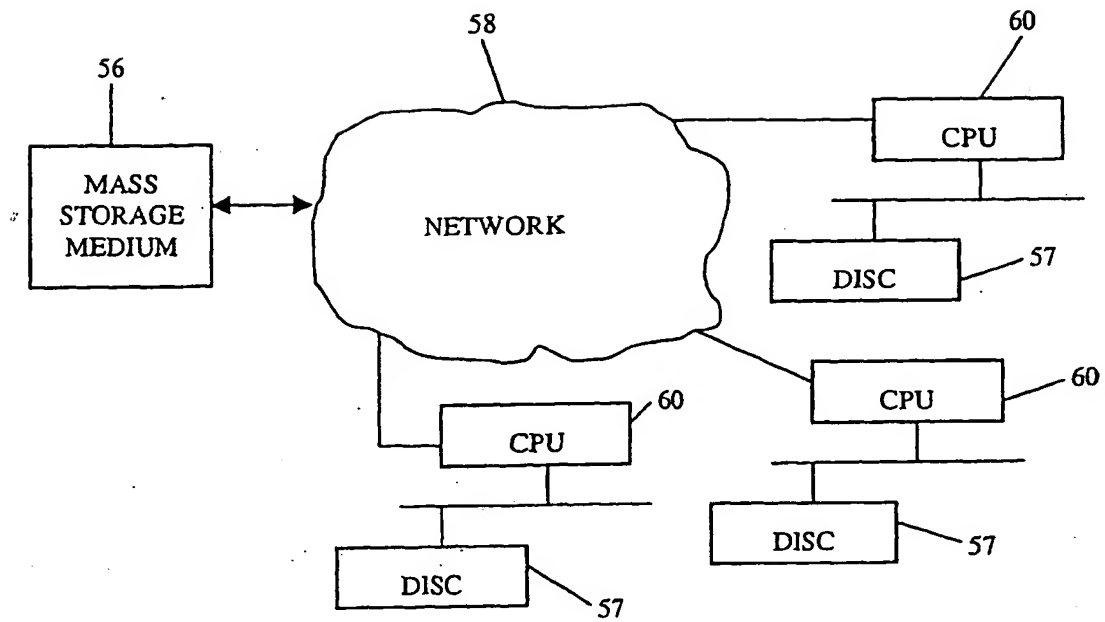 58
60
56
CPU
MASS
STORAGE
MEDIUM
NETWORK
57
DISC
60
CPU
60
CPU
57
DISC
DISC
57